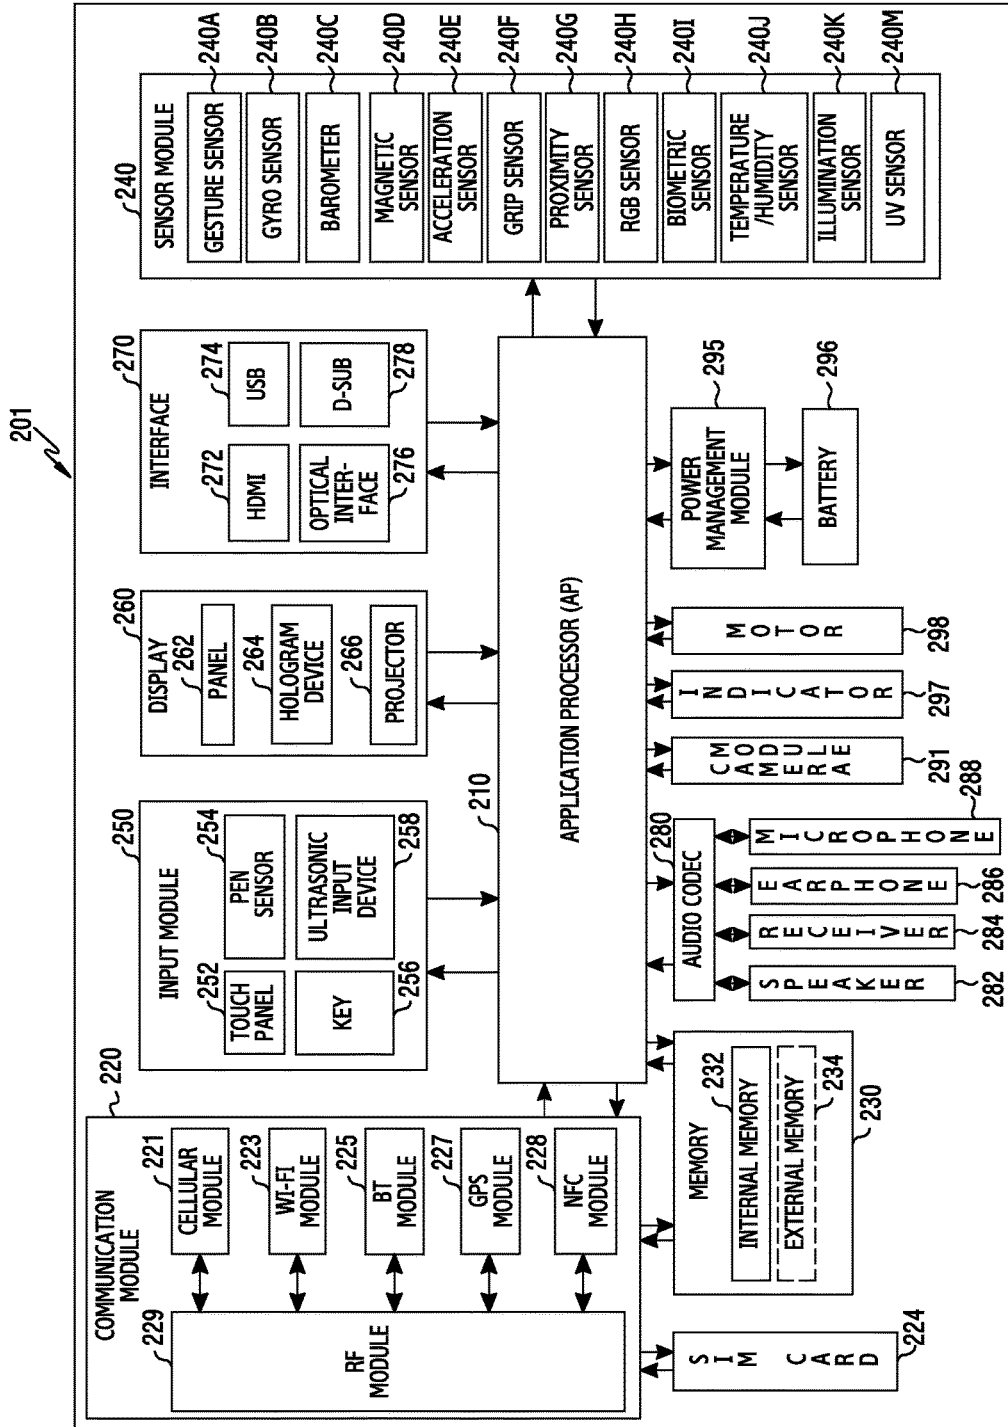 201
COMMUNICATION
MODULE
220
229
RF
MODULE
221
CELLULAR
MODULE
223
WI-FI
MODULE
225
BT
MODULE
227
GPS
MODULE
228
NFC
MODULE
250
INPUT MODULE
252
TOUCH
PANEL
254
PEN
SENSOR
KEY
256
ULTRASONIC
INPUT
DEVICE
258
260
DISPLAY
262
PANEL
264
HOLOGRAM
DEVICE
266
PROJECTOR
270
INTERFACE
272
HDMI
274
USB
OPTICAL
INTER-
FACE
276
D-SUB
278
240
SENSOR MODULE
GESTURE SENSOR
240A
GYRO SENSOR
240B
BAROMETER
240C
MAGNETIC
SENSOR
240D
ACCELERATION
SENSOR
240E
GRIP SENSOR
240F
PROXIMITY
SENSOR
240G
RGB SENSOR
240H
BIOMETRIC
SENSOR
240I
TEMPERATURE
/HUMIDITY
SENSOR
240J
ILLUMINATION
SENSOR
240K
UV SENSOR
240M
210
APPLICATION PROCESSOR (AP)
SIM CARD
224
MEMORY
232
INTERNAL MEMORY
EXTERNAL MEMORY
234
230
AUDIO CODEC
280
SPEAKER
282
RECEIVER
284
EARPHONE
286
MICROPHONE
288
CAMERA
MODULE
291
INDICATOR
297
MOTOR
298
POWER
MANAGEMENT
MODULE
295
BATTERY
296